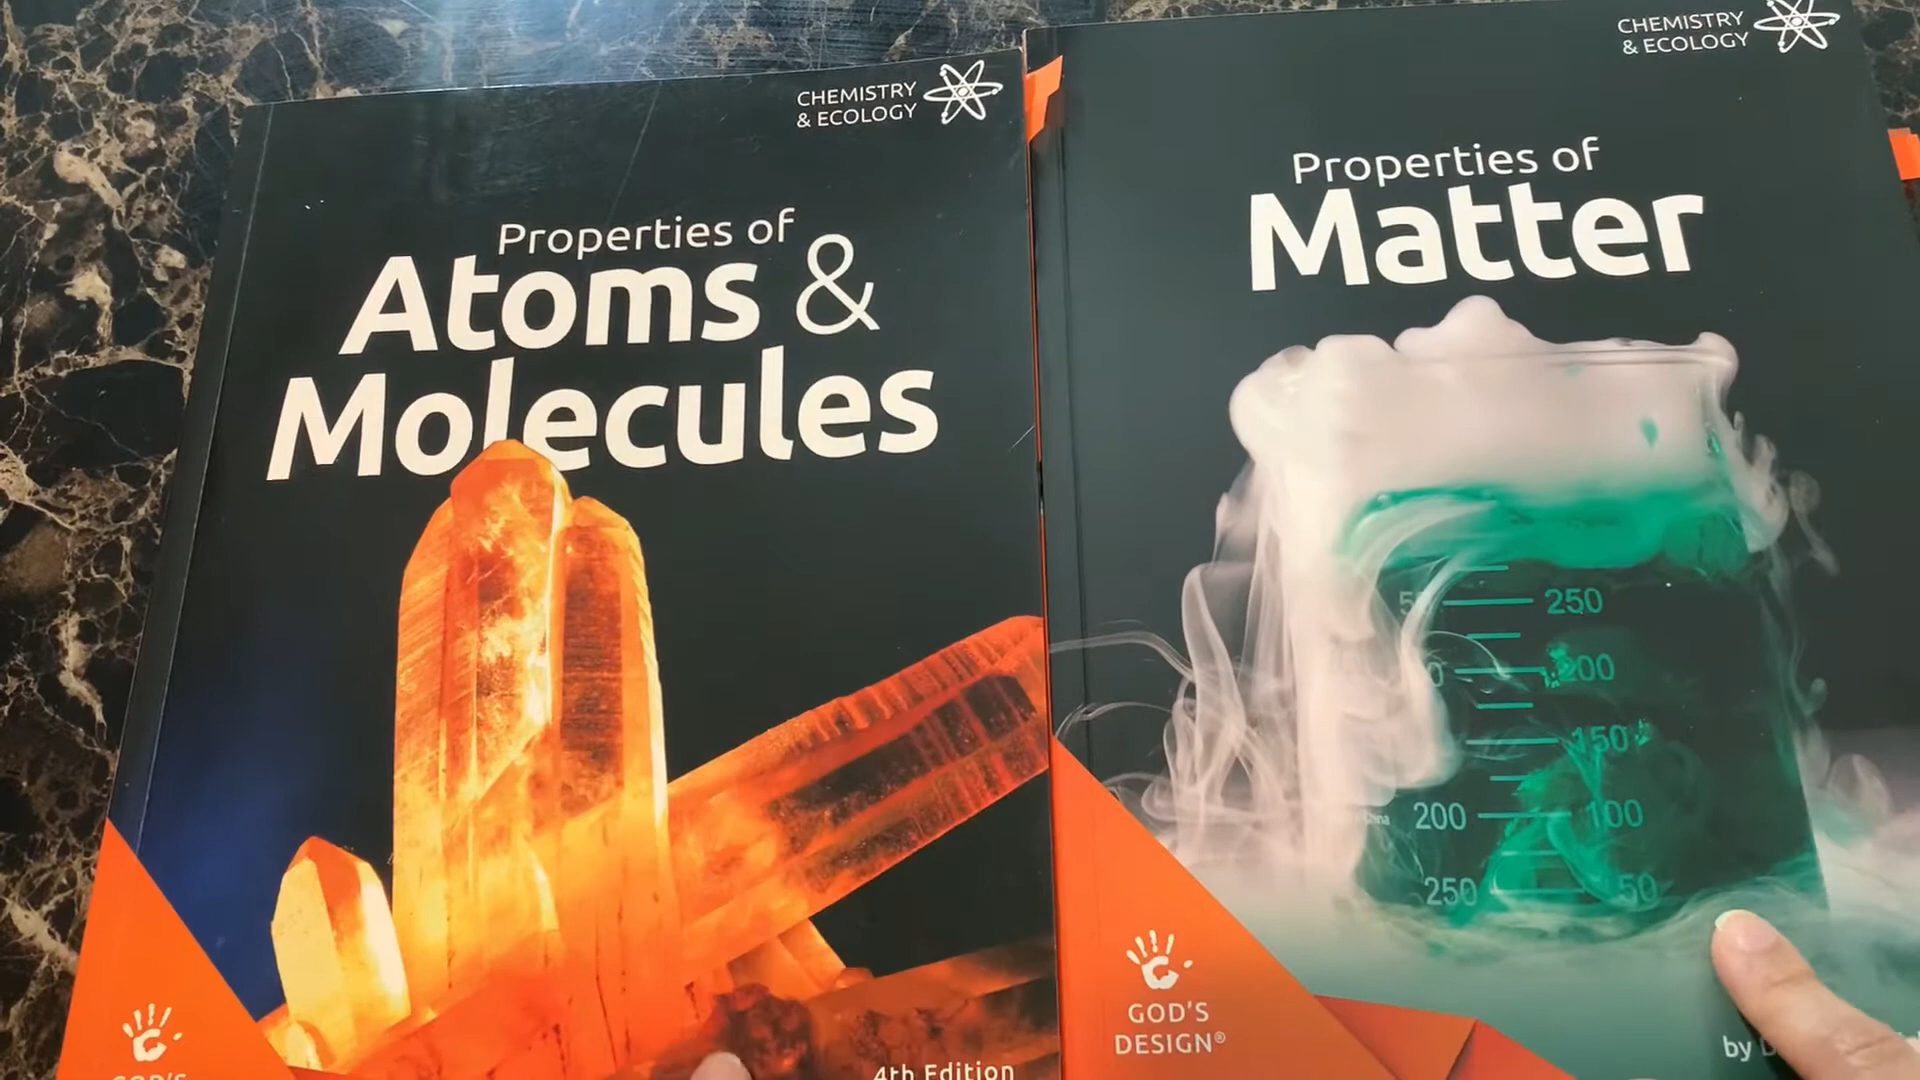 CHEMISTRY
& ECOLOGY
Properties of
Atoms &
Molecules
GOD'S
4th Edition
CHEMISTRY
& ECOLOGY
Properties of
Matter
250
200
150
200 100
250 50
GOD'S
DESIGN®
by